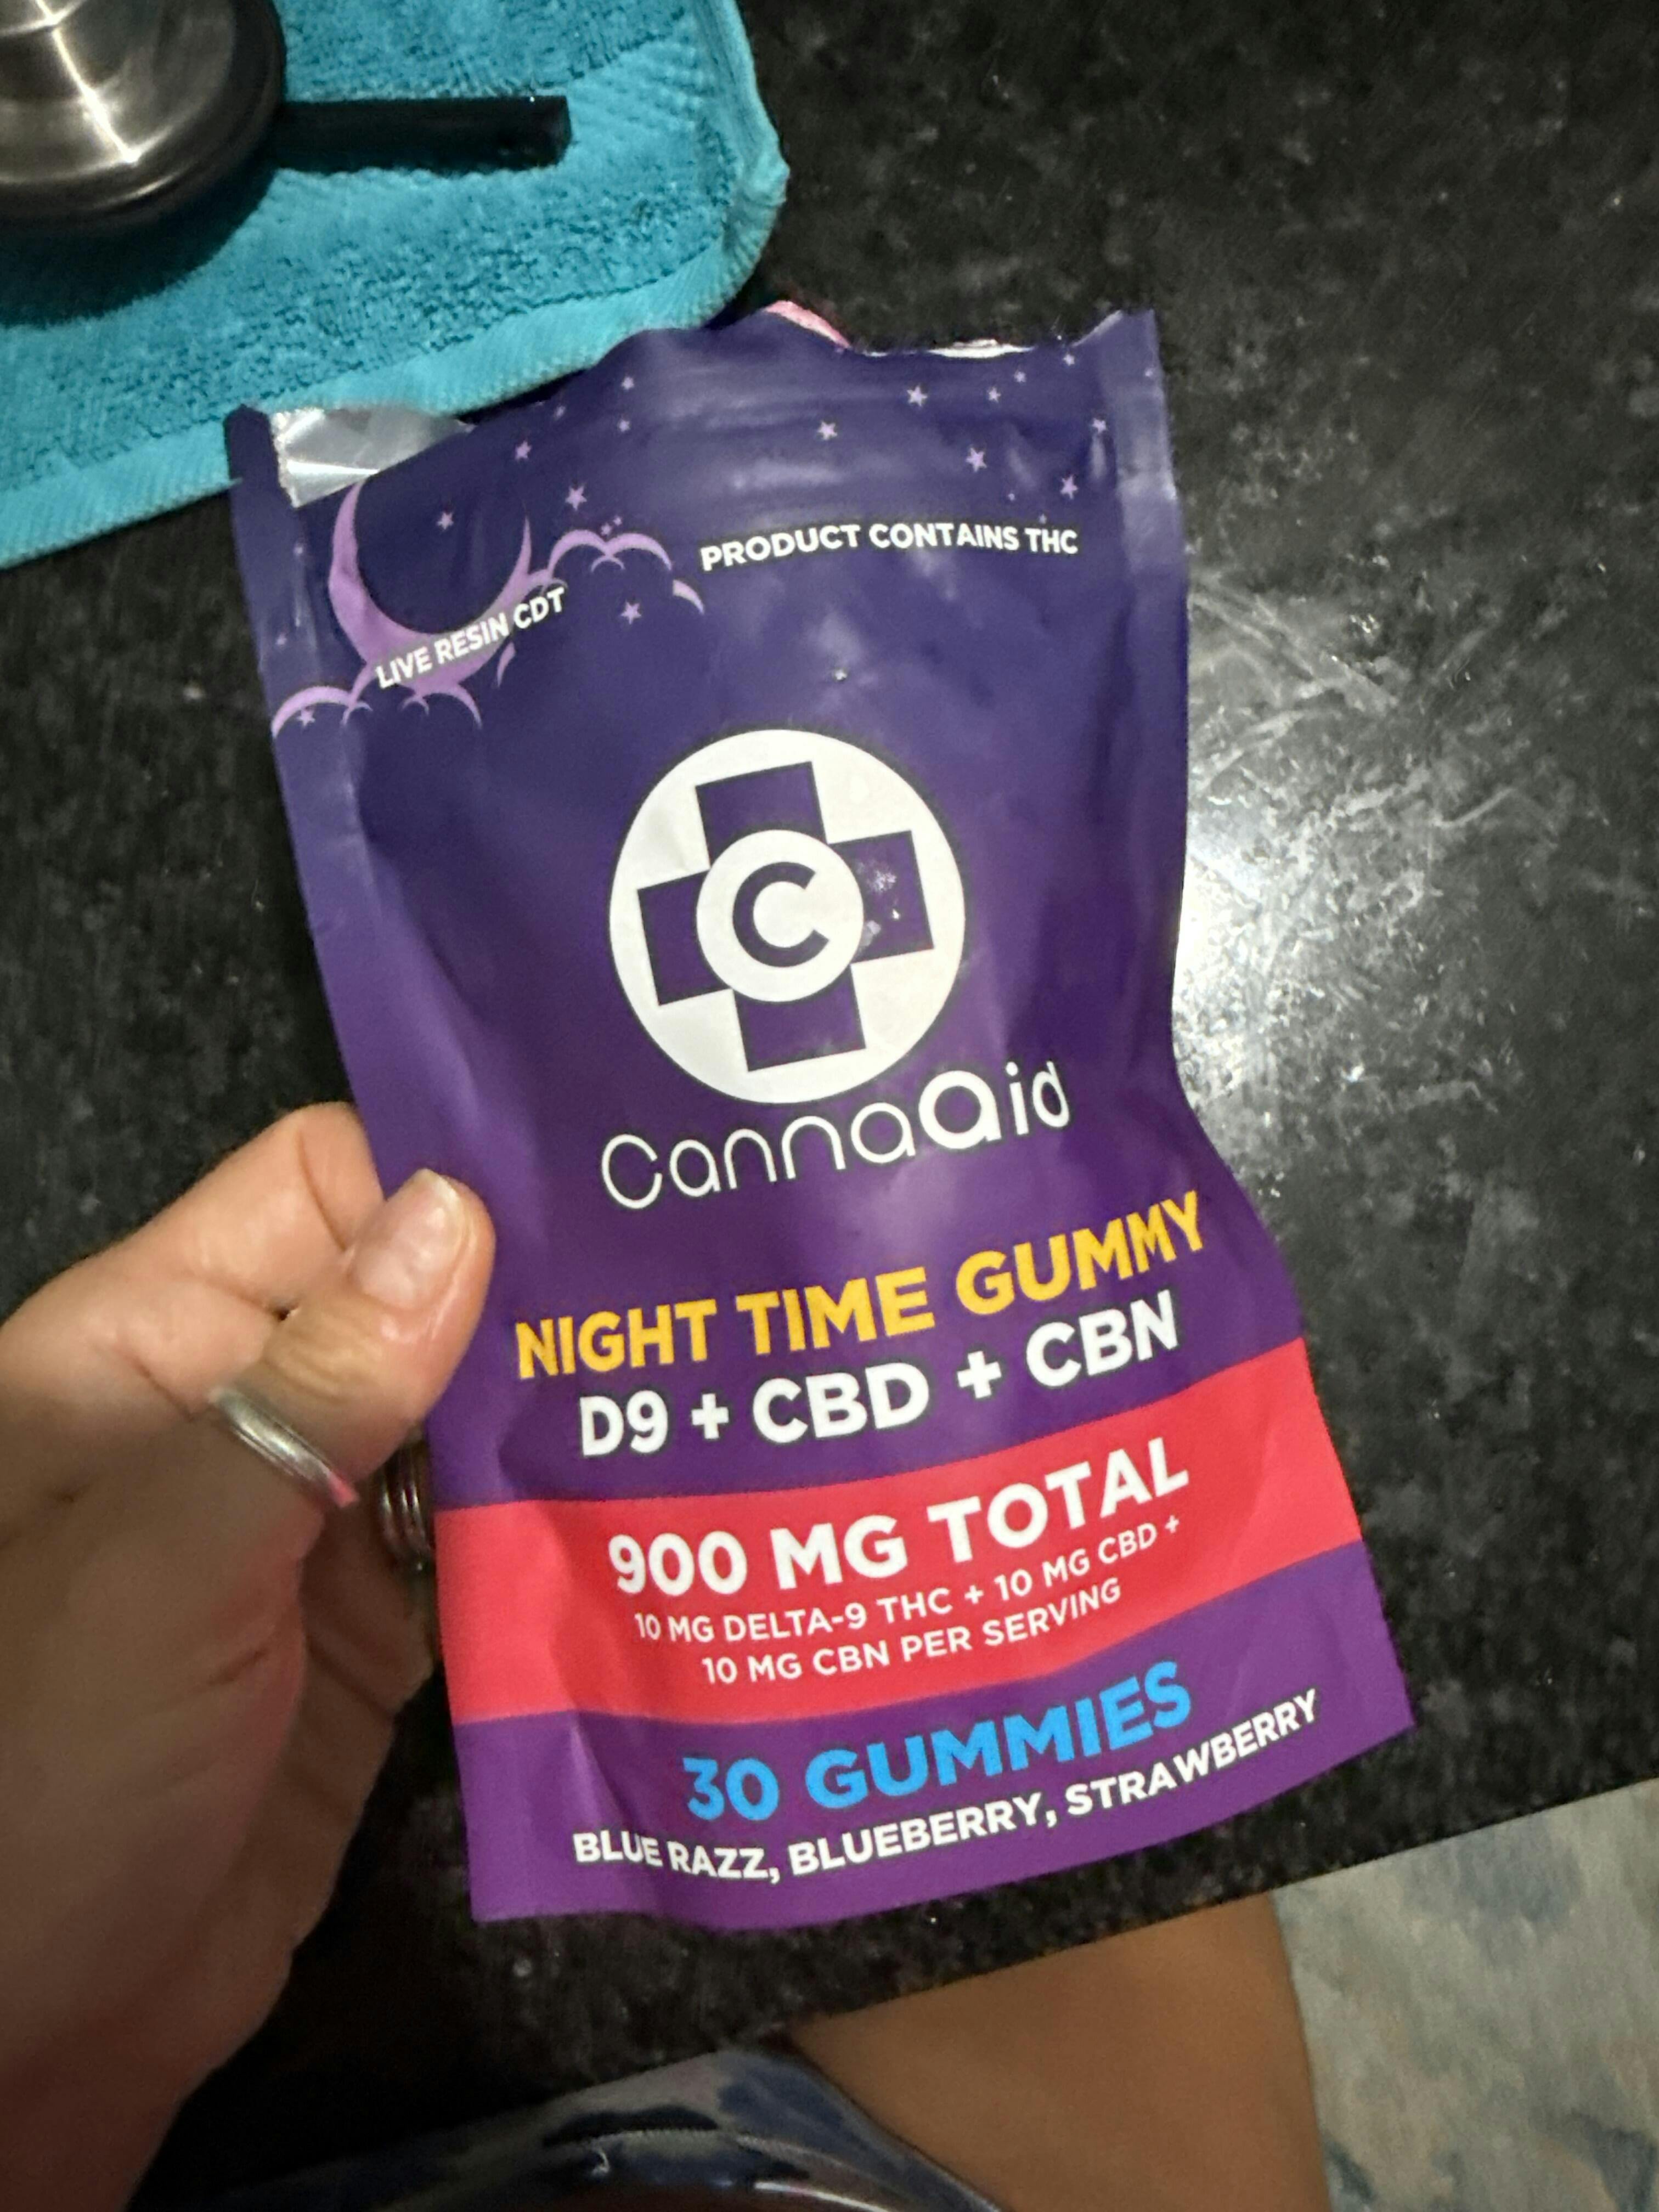 PRODUCT CONTAINS THC
LIVE RESIN CDT
C
CannaAid
NIGHT TIME GUMMY
D9 + CBD + CBN
900 MG TOTAL
10 MG DELTA-9 THC + 10 MG CBD +
10 MG CBN PER SERVING
30 GUMMIES
BLUE RAZZ, BLUEBERRY, STRAWBERRY